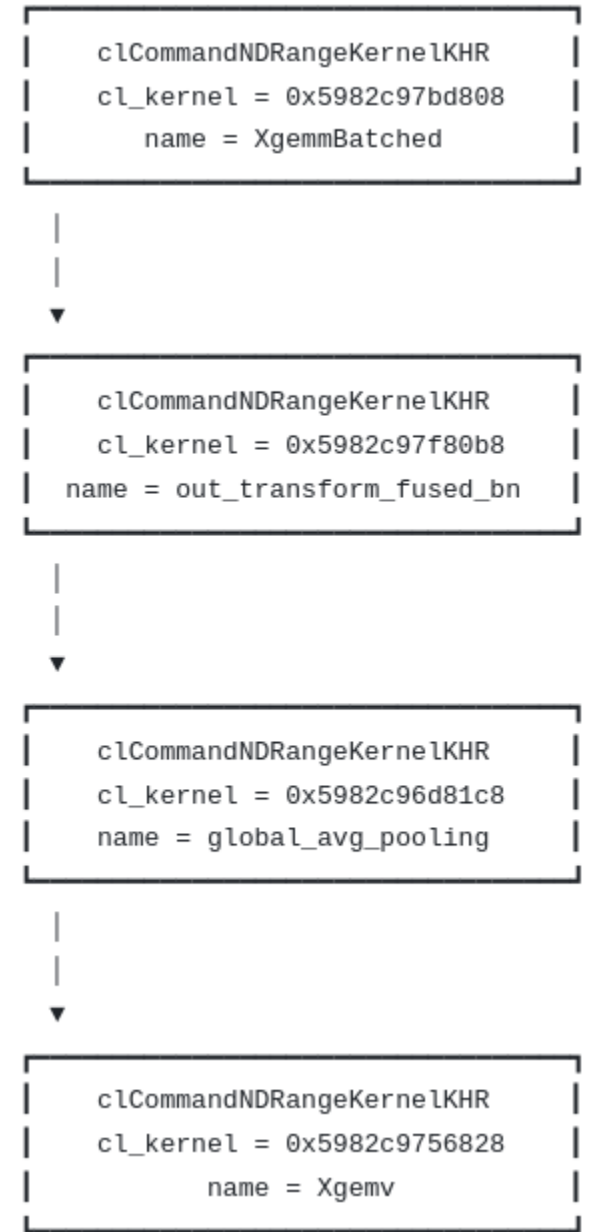 clCommandNDRangeKernelKHR
cl_kernel = 0x5982c97bd808
name = XgemmBatched
clCommandNDRangeKernelKHR
cl_kernel = 0x5982c97f80b8
name = out_transform_fused_bn
clCommandNDRangeKernelKHR
cl_kernel = 0x5982c96d81c8
name = global_avg_pooling
clCommandNDRangeKernelKHR
cl_kernel = 0x5982c9756828
name = Xgemv